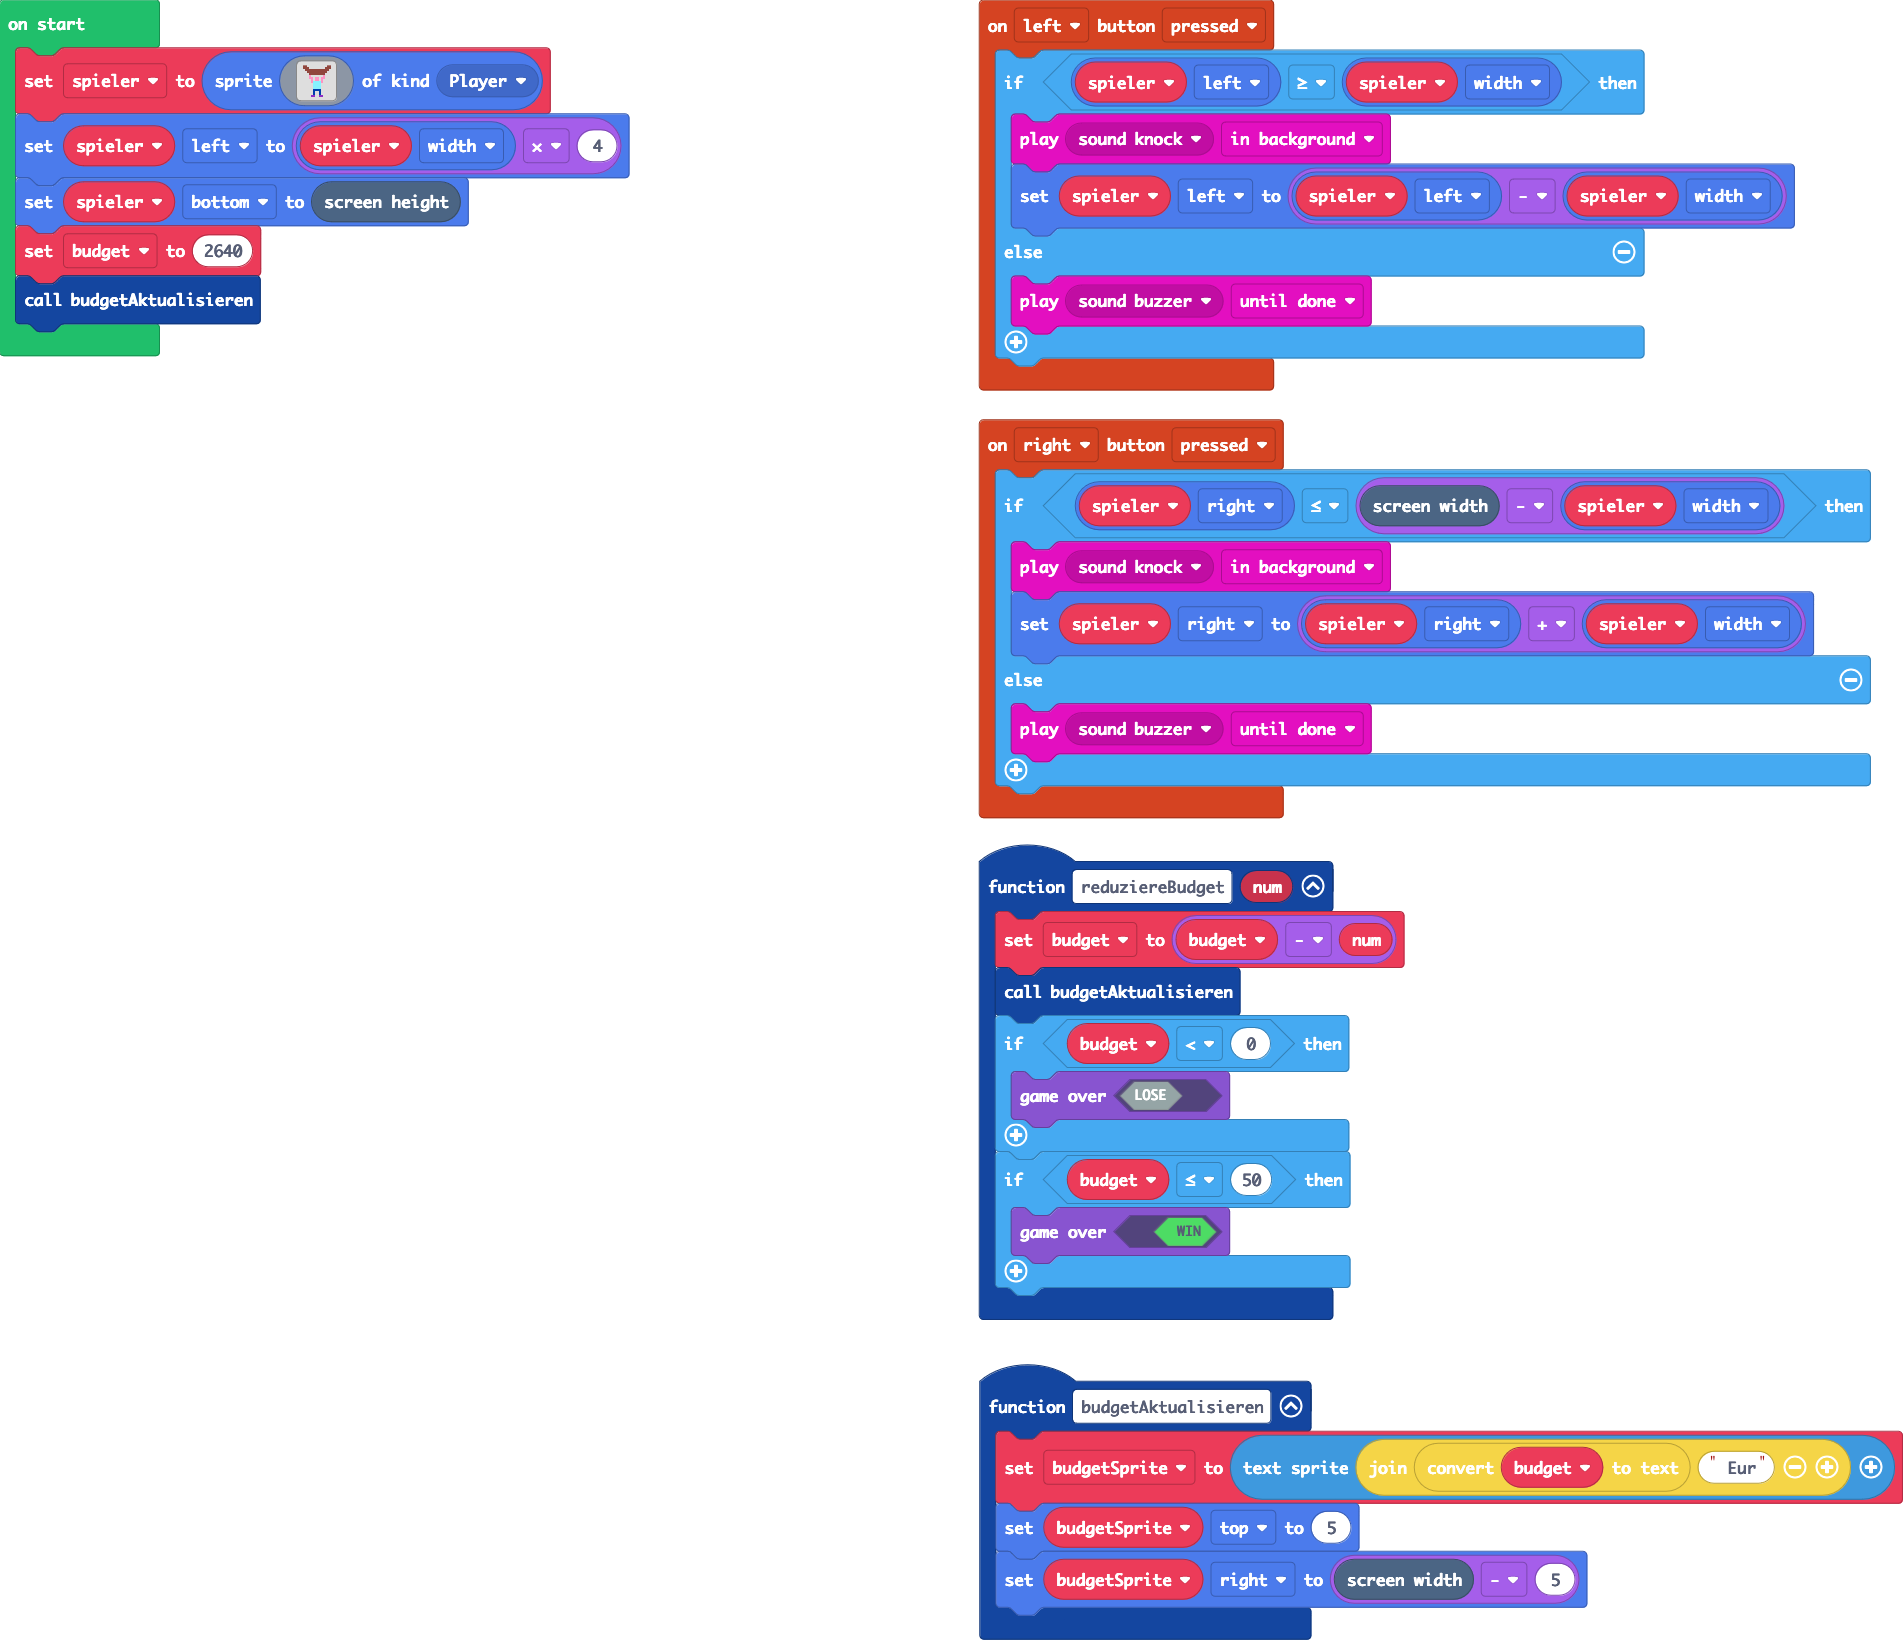 on start
set spieler to sprite of kind Player
set spieler left to spieler width × 4
set spieler bottom to screen height
set budget to 2640
call budgetAktualisieren
on left button pressed
if spieler left ≥ spieler width then
play sound knock in background
set spieler left to spieler left - spieler width
else
play sound buzzer until done
on right button pressed
if spieler right ≤ screen width - spieler width then
play sound knock in background
set spieler right to spieler right + spieler width
else
play sound buzzer until done
function reduziereBudget num
set budget to budget - num
call budgetAktualisieren
if budget < 0 then
game over LOSE
if budget ≤ 50 then
game over WIN
function budgetAktualisieren
set budgetSprite to text sprite join convert budget to text " Eur"
set budgetSprite top to 5
set budgetSprite right to screen width - 5